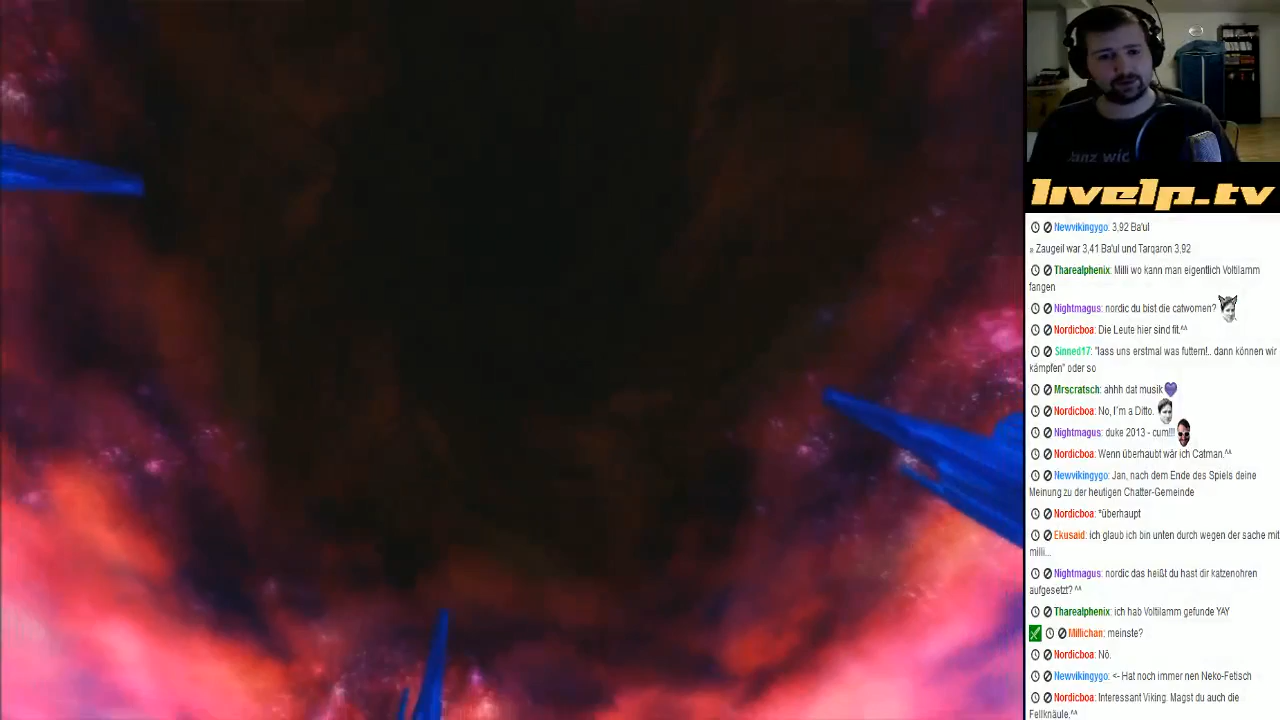 livelp.tv
Newvikingygo: 3,92 Ba'ul
» Zaugeil war 3,41 Ba'ul und Tarqaron 3,92
Tharealphenix: Milli wo kann man eigentlich Voltilamm
fangen
Nightmagus: nordic du bist die catwomen?
Nordicboa: Die Leute hier sind fit.^^
Sinned17: "lass uns erstmal was futtern!.. dann können wir
kämpfen" oder so
Mrscratsch: ahhh dat musik
Nordicboa: No, I´m a Ditto.
Nightmagus: duke 2013 - cum!!!
Nordicboa: Wenn überhaubt wär ich Catman.^^
Newvikingygo: Jan, nach dem Ende des Spiels deine
Meinung zu der heutigen Chatter-Gemeinde
Nordicboa: *überhaupt
Ekusaid: ich glaub ich bin unten durch wegen der sache mit
milli...
Nightmagus: nordic das heißt du hast dir katzenohren
aufgesetzt? ^^
Tharealphenix: ich hab Voltilamm gefunde YAY
Millichan: meinste?
Nordicboa: Nö.
Newvikingygo: <- Hat noch immer nen Neko-Fetisch
Nordicboa: Interessant Viking. Magst du auch die
Fellknäule.^^